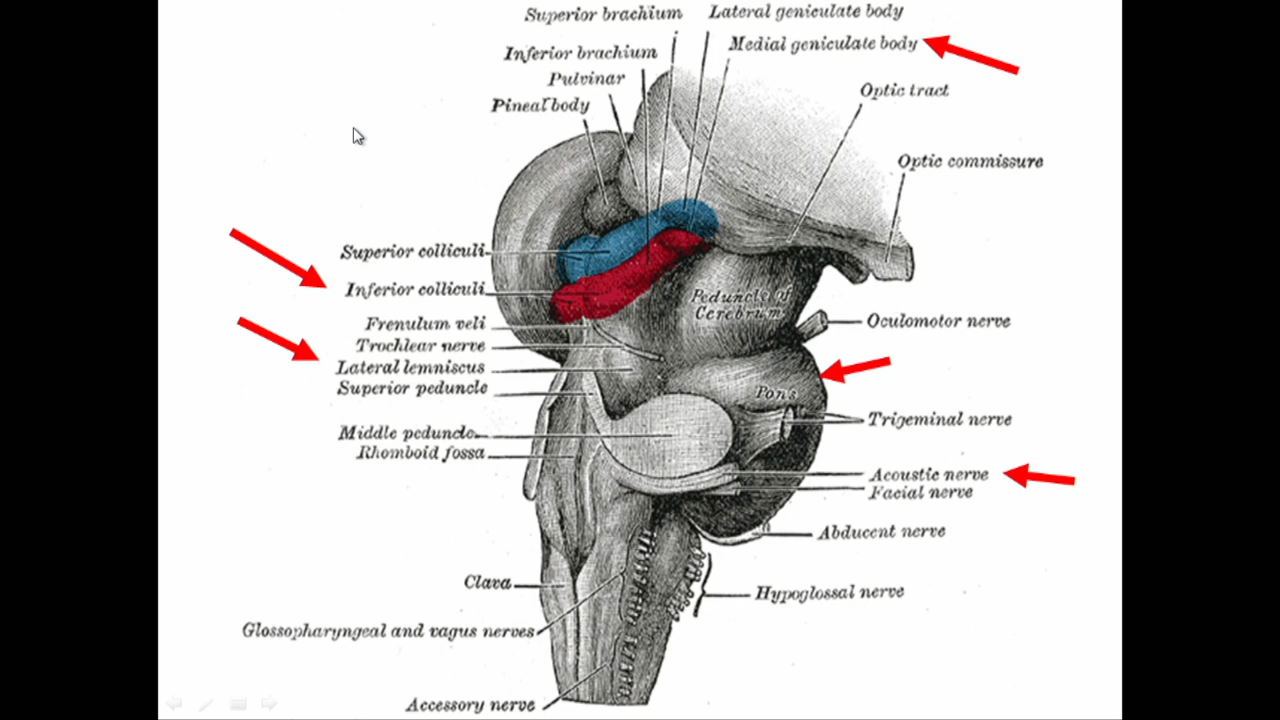 Superior brachium
Lateral geniculate body
Medial geniculate body
Inferior brachium
Pulvinar
Pineal body
Optic tract
Optic commissure
Superior colliculi
Inferior colliculi
Peduncle of
Cerebrum
Frenulum veli
Oculomotor nerve
Trochlear nerve
Lateral lemniscus
Superior peduncle
Pons
Trigeminal nerve
Middle peduncle
Rhomboid fossa
Acoustic nerve
Facial nerve
Abducent nerve
Clava
Hypoglossal nerve
Glossopharyngeal and vagus nerves
Accessory nerve